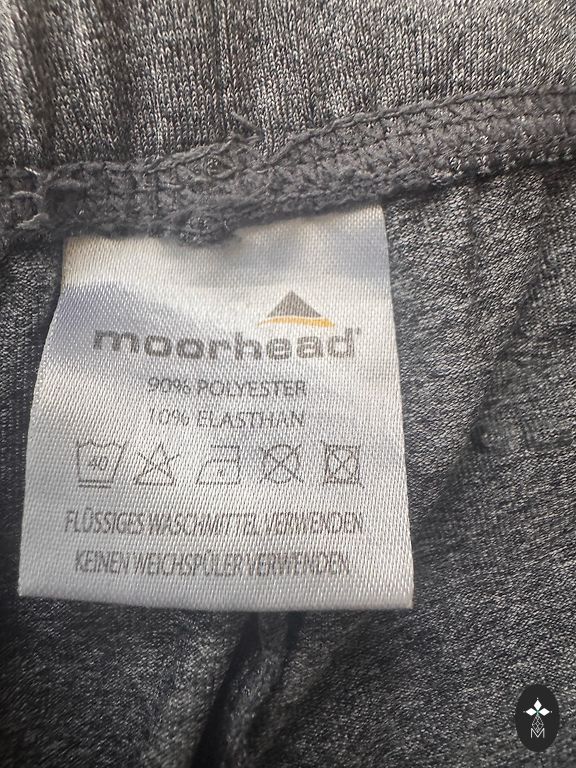 moorhead
90% POLYESTER
10% ELASTHAN
40
FLÜSSIGES WASCHMITTEL VERWENDEN
KEINEN WEICHSPÜLER VERWENDEN
M